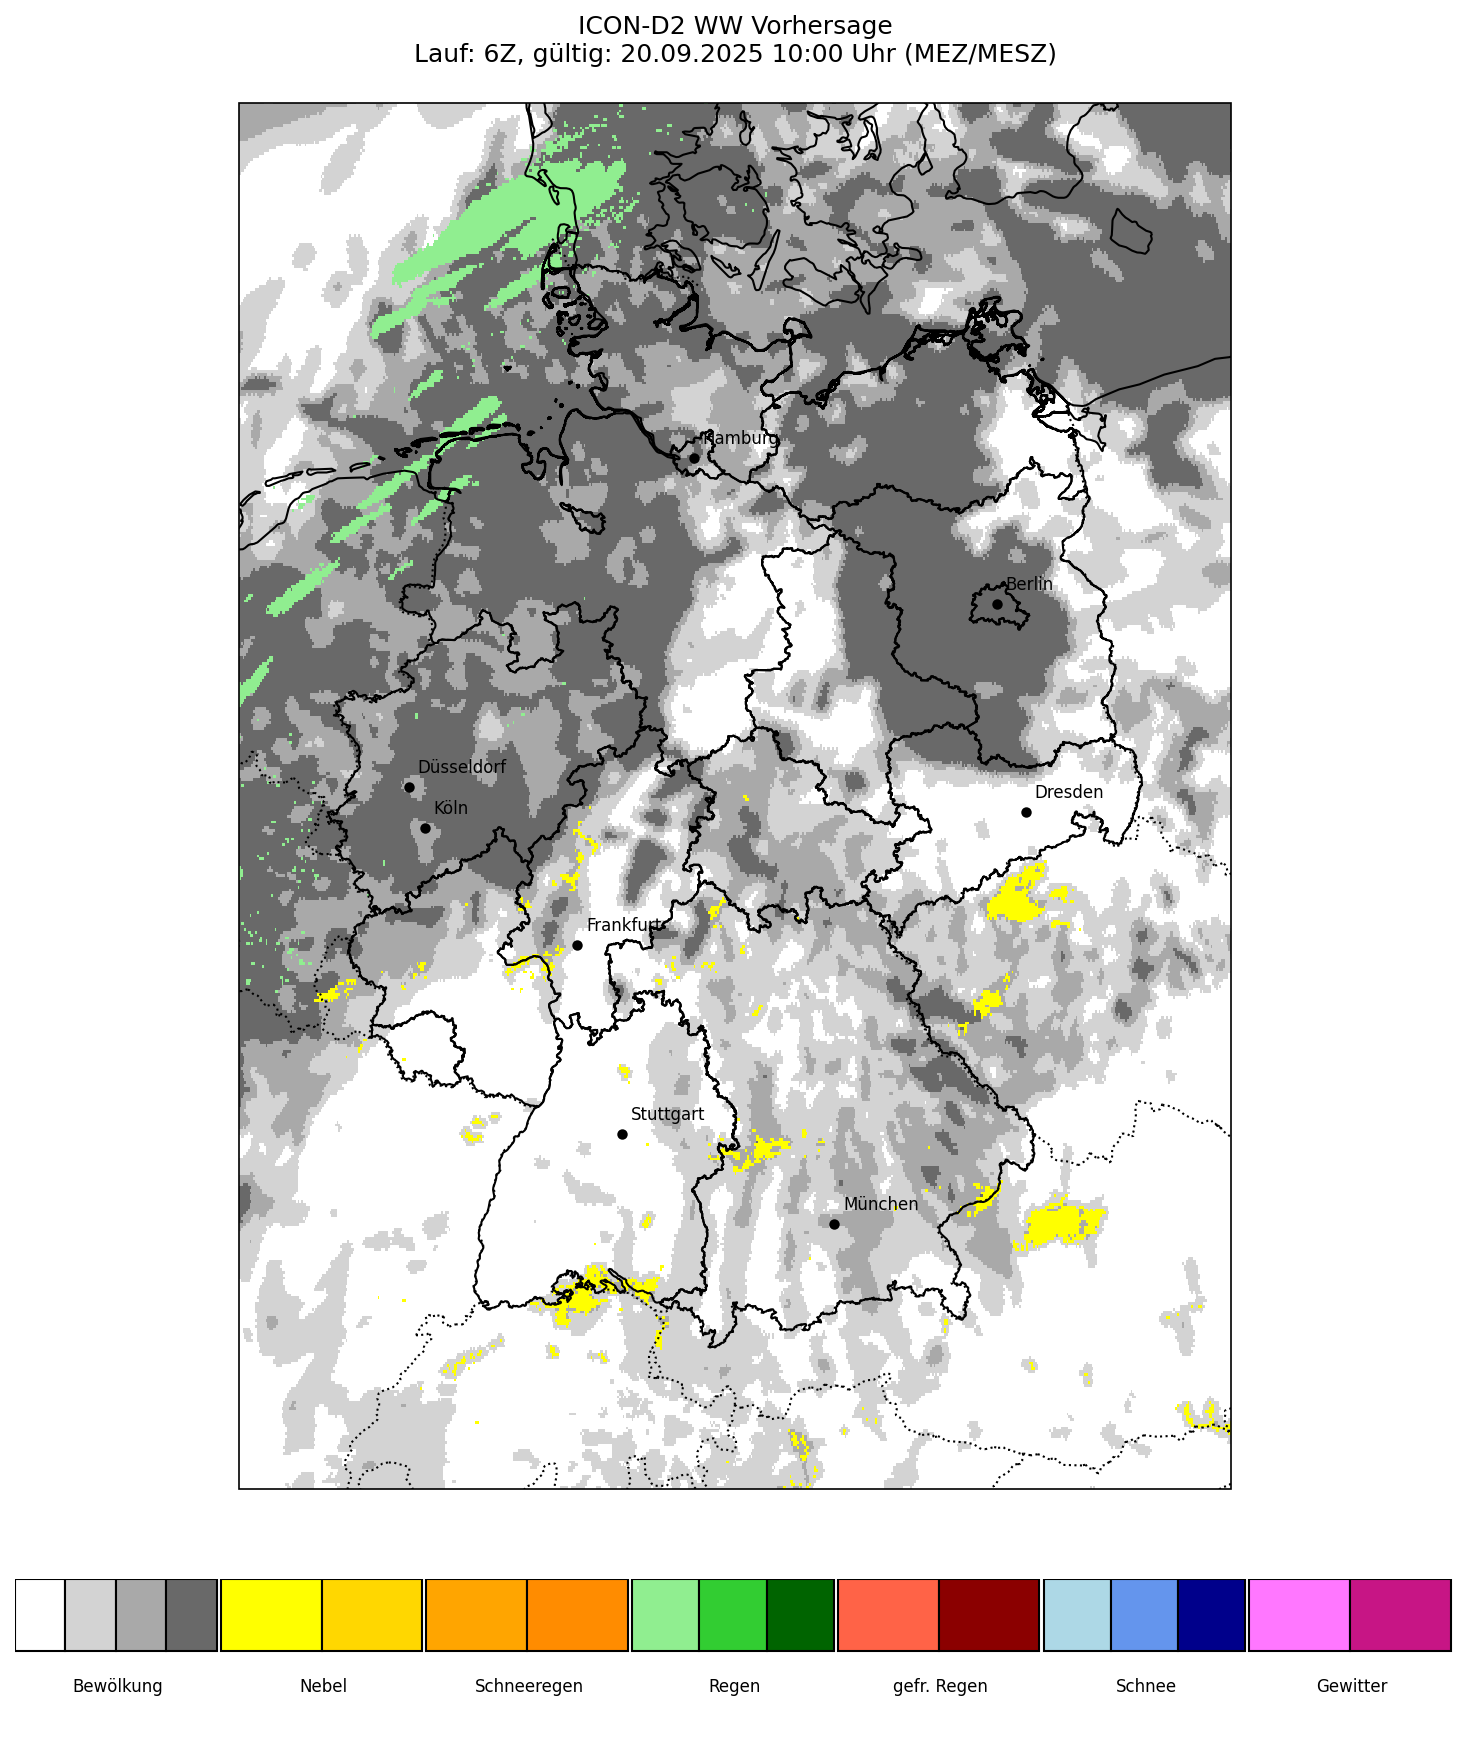 ICON-D2 WW Vorhersage
Lauf: 6Z, gültig: 20.09.2025 10:00 Uhr (MEZ/MESZ)
Hamburg
Berlin
Düsseldorf
Köln
Dresden
Frankfurt
Stuttgart
München
Bewölkung
Nebel
Schneeregen
Regen
gefr. Regen
Schnee
Gewitter